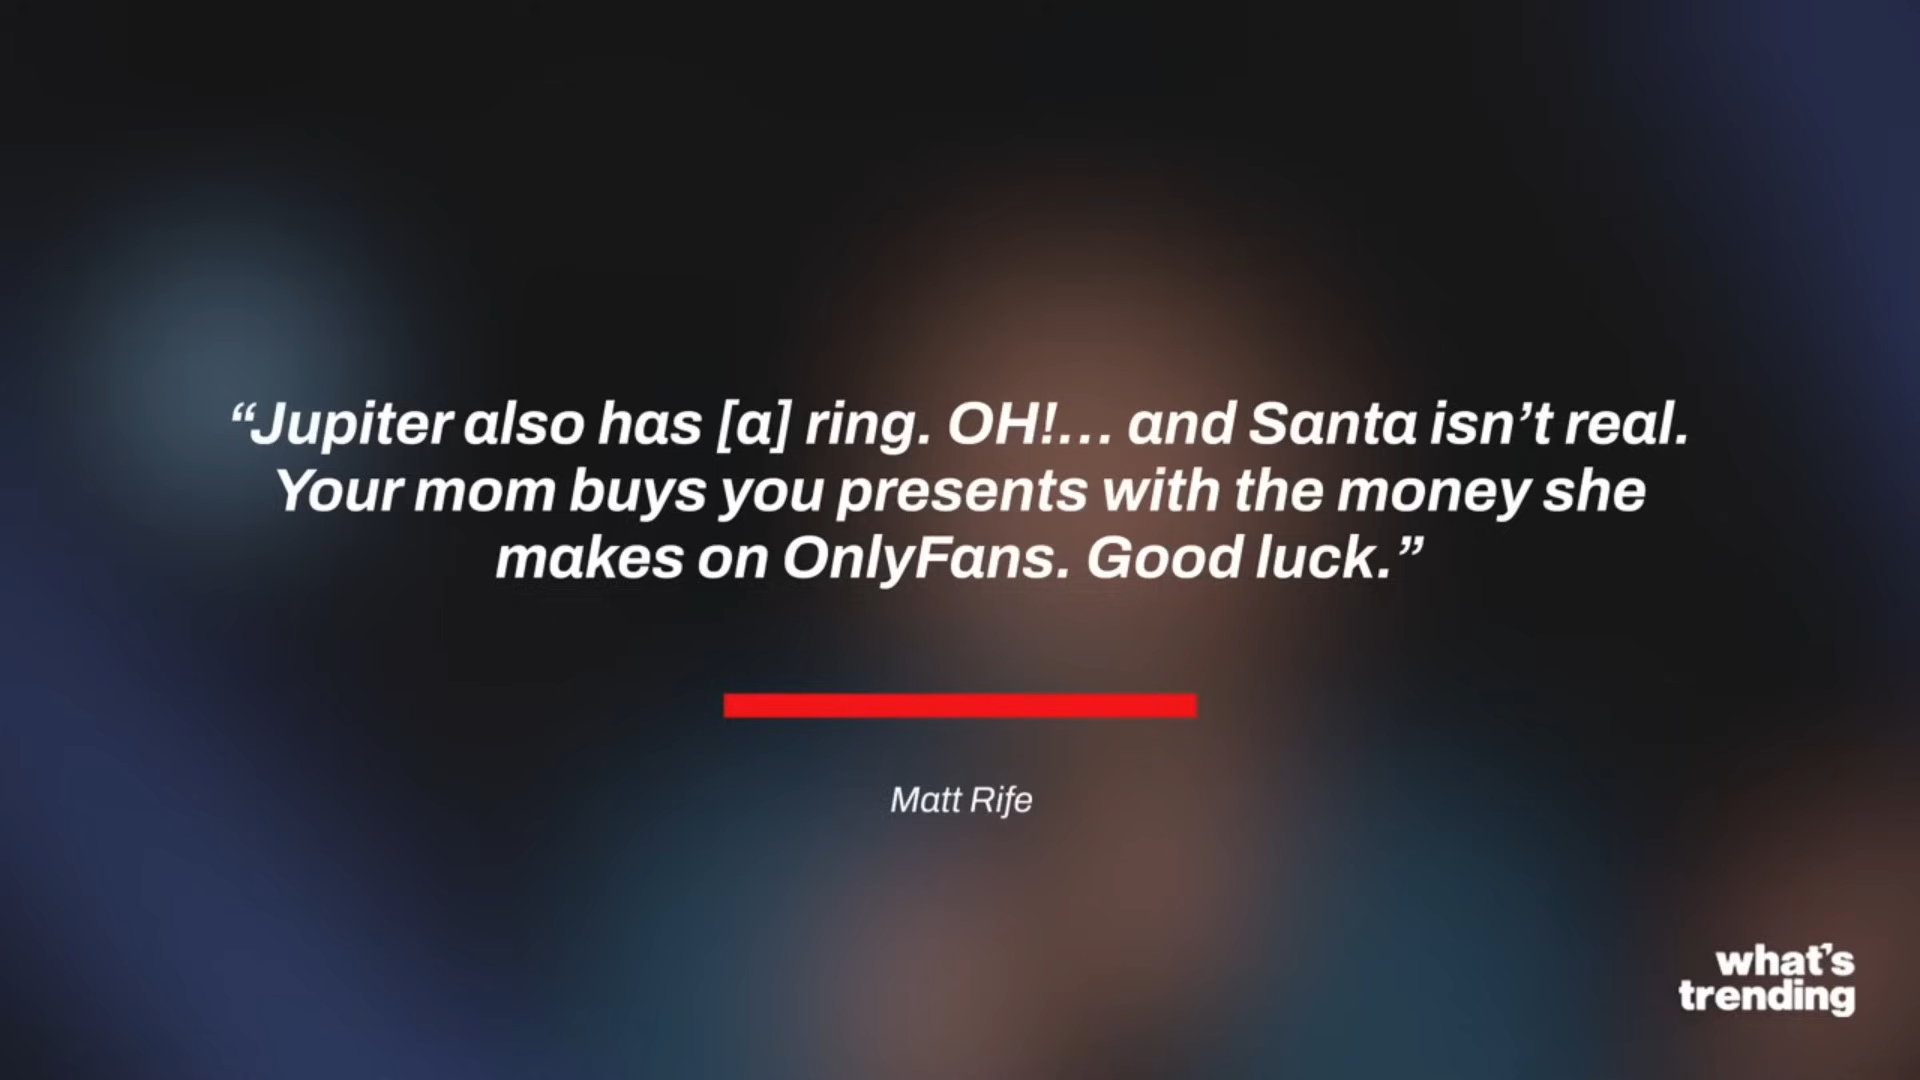 “Jupiter also has [a] ring. OH!... and Santa isn’t real.
Your mom buys you presents with the money she
makes on OnlyFans. Good luck.”
Matt Rife
what’s
trending